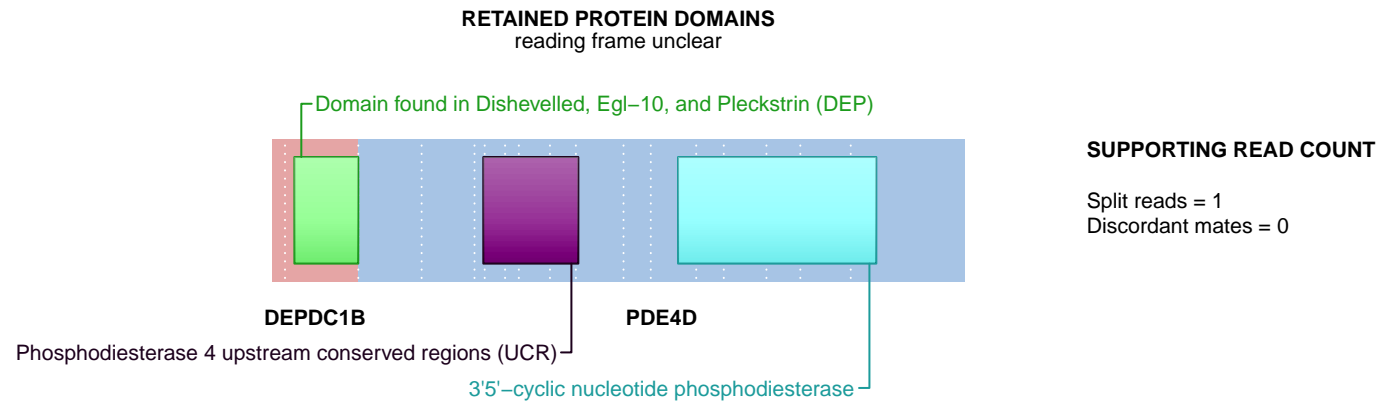 RETAINED PROTEIN DOMAINS
reading frame unclear
Domain found in Dishevelled, Egl−10, and Pleckstrin (DEP)
SUPPORTING READ COUNT
Split reads = 1
Discordant mates = 0
DEPDC1B
PDE4D
Phosphodiesterase 4 upstream conserved regions (UCR)
3'5'−cyclic nucleotide phosphodiesterase